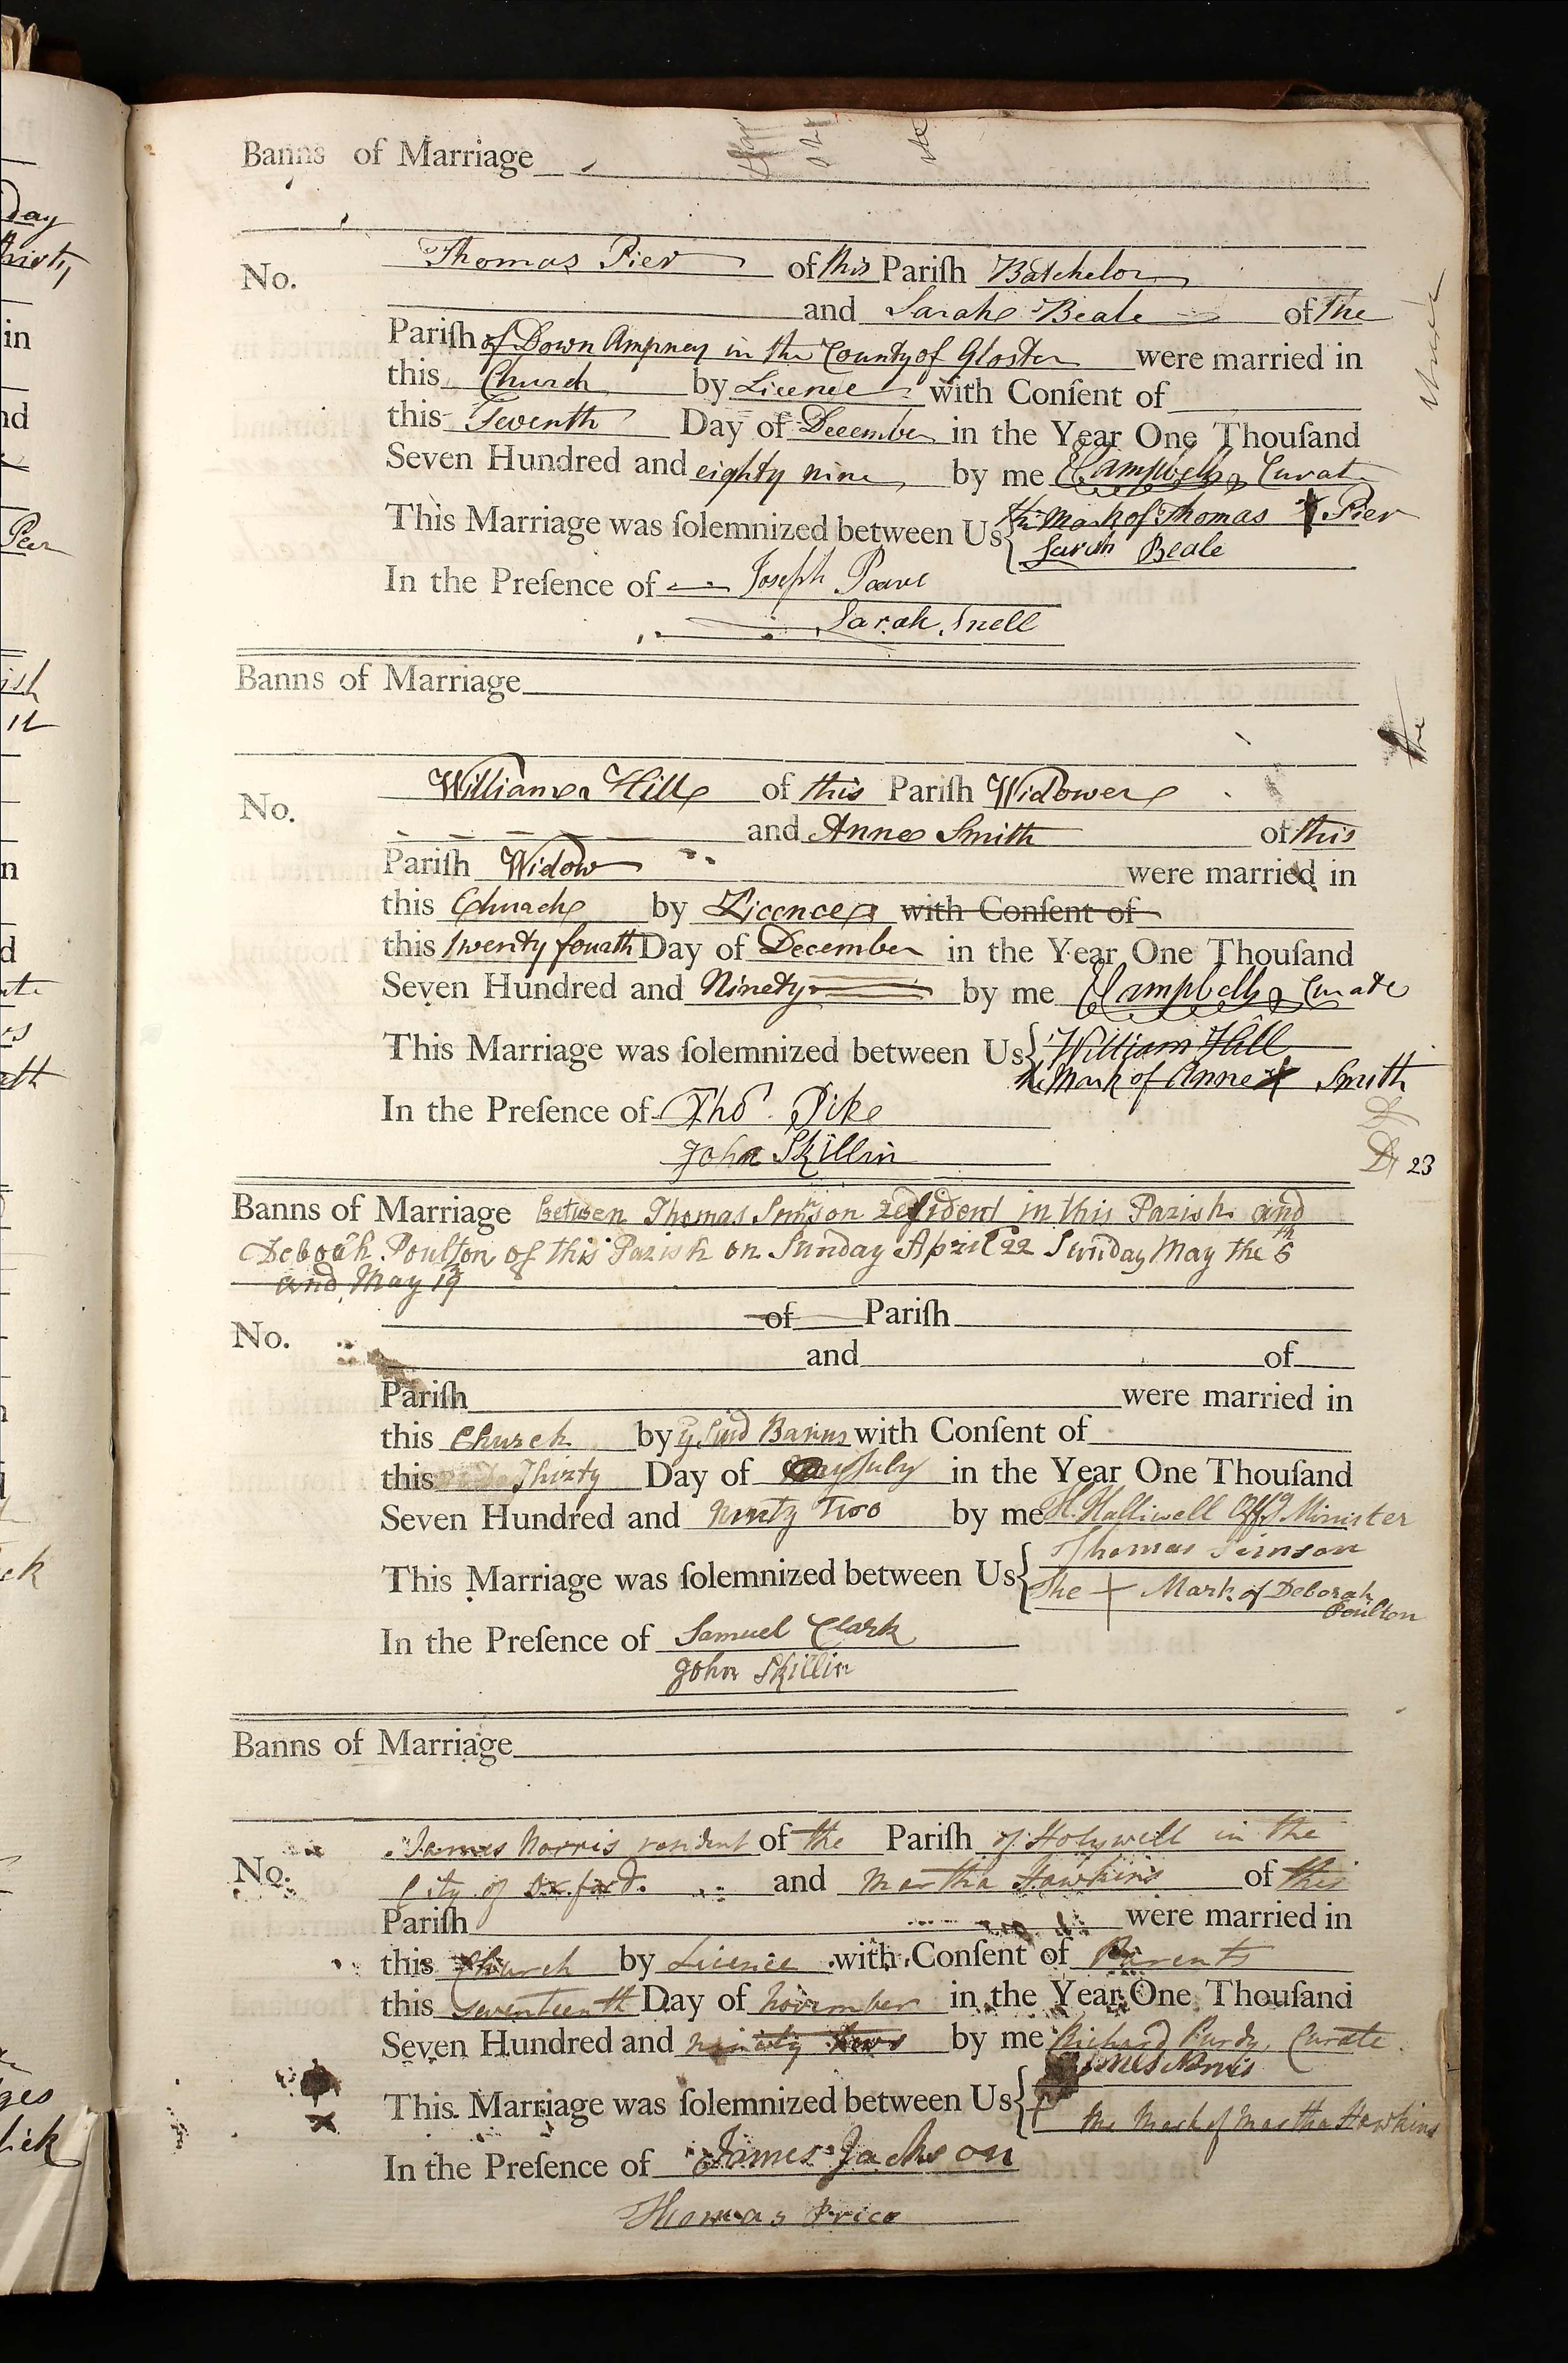 Banns of Marriage
No. Thomas Pier of this Pariſh Batchelor
and Sarah Beale of the
Pariſh of Down Ampney in the County of Gloster were married in
this Church by Licence with Conſent of
this Seventh Day of December in the Year One Thouſand
Seven Hundred and eighty nine by me Campbell Curat
This Marriage was ſolemnized between Us the Mark of Thomas X Pier
Sarah Beale
In the Preſence of Joseph
Sarah Snell
Banns of Marriage
the
No. William Hill of this Pariſh Widower
and Anne Smith of this
Pariſh Widow were married in
this Church by Licence with Conſent of
this twenty fourth Day of December in the Year One Thouſand
Seven Hundred and Ninety by me Campbell Curate
This Marriage was ſolemnized between Us William Hill
the Mark of Anne X Smith
In the Preſence of Thos. Pike
John Skillin
23
Banns of Marriage Between Thomas Simson reſident in this Parish and
Deborah Poulton of this Parish on Sunday April 22 Sunday May the 6th
and May 13
No. of Pariſh
and of
Pariſh were married in
this Church by ye Said Banns with Conſent of
this Thirty Day of July in the Year One Thouſand
Seven Hundred and Ninety Two by me H. Halliwell Offg Minister
This Marriage was ſolemnized between Us Thomas Simson
The + Mark of Deborah
Poulton
In the Preſence of Samuel Clark
John Skillin
Banns of Marriage
No. James Norris resident of the Pariſh of Holywell in the
City of Oxford. and Martha Hawkins of this
Pariſh were married in
this Church by Licence with Conſent of Parents
this seventeenth Day of November in the Year One Thouſand
Seven Hundred and ninety two by me Richard Purdy, Curate
This Marriage was ſolemnized between Us James Norris
the Mark of Martha Hawkins
In the Preſence of James Jackson
Thomas Price